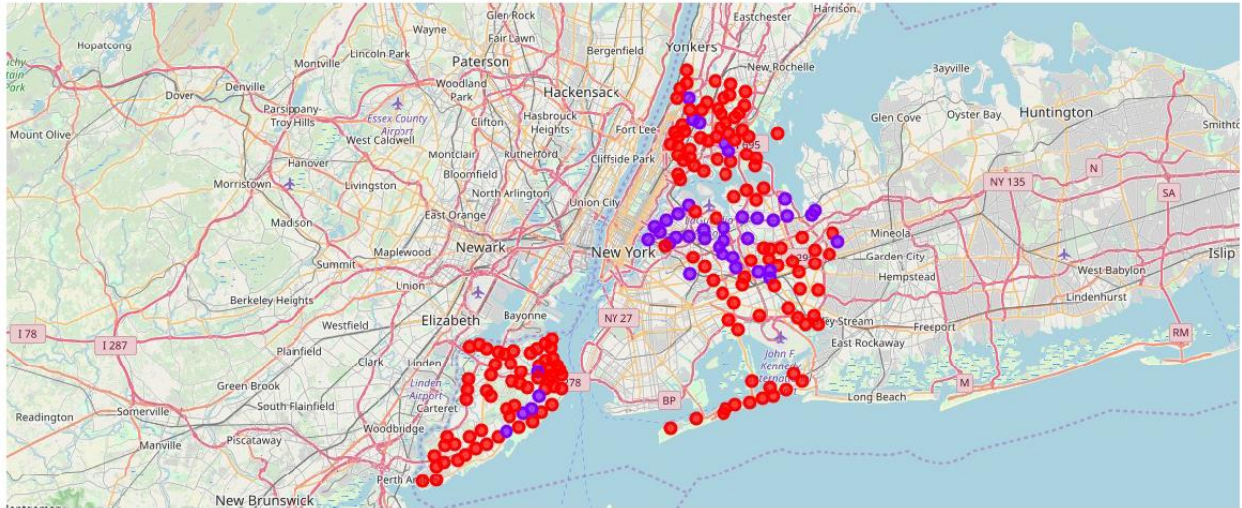 Glen Rock
Eastchester
Harrison
Hopatcong
Wayne
Fair Lawn
Yonkers
Montville
Lincoln Park
Bergenfield
Paterson
New Rochelle
Bayville
Dover
Denville
Woodland
Park
Hackensack
Huntington
Parsippany-
Troy Hills
Essex County
Airport
Clifton
Hasbrouck
Heights
Fort Lee
Glen Cove
Oyster Bay
Mount Olive
West Caldwell
695
Hanover
Montclair
Rutherford
Cliffside Park
Bloomfield
N
Morristown
Livingston
North Arlington
NY 135
SA
Union City
East Orange
Madison
Mineola
Chatham
Maplewood
Newark
New York
Garden City
Islip
Summit
Hempstead
West Babylon
Union
Berkeley Heights
Lindenhurst
Elizabeth
Bayonne
NY 27
Freeport
I 78
Westfield
East Rockaway
RM
I 287
Plainfield
Linden
John F.
Kennedy
Clark
Linden
Airport
278
M
Green Brook
BP
Long Beach
South Plainfield
Carteret
Readington
Somerville
Woodbridge
Piscataway
Manville
Perth
New Brunswick